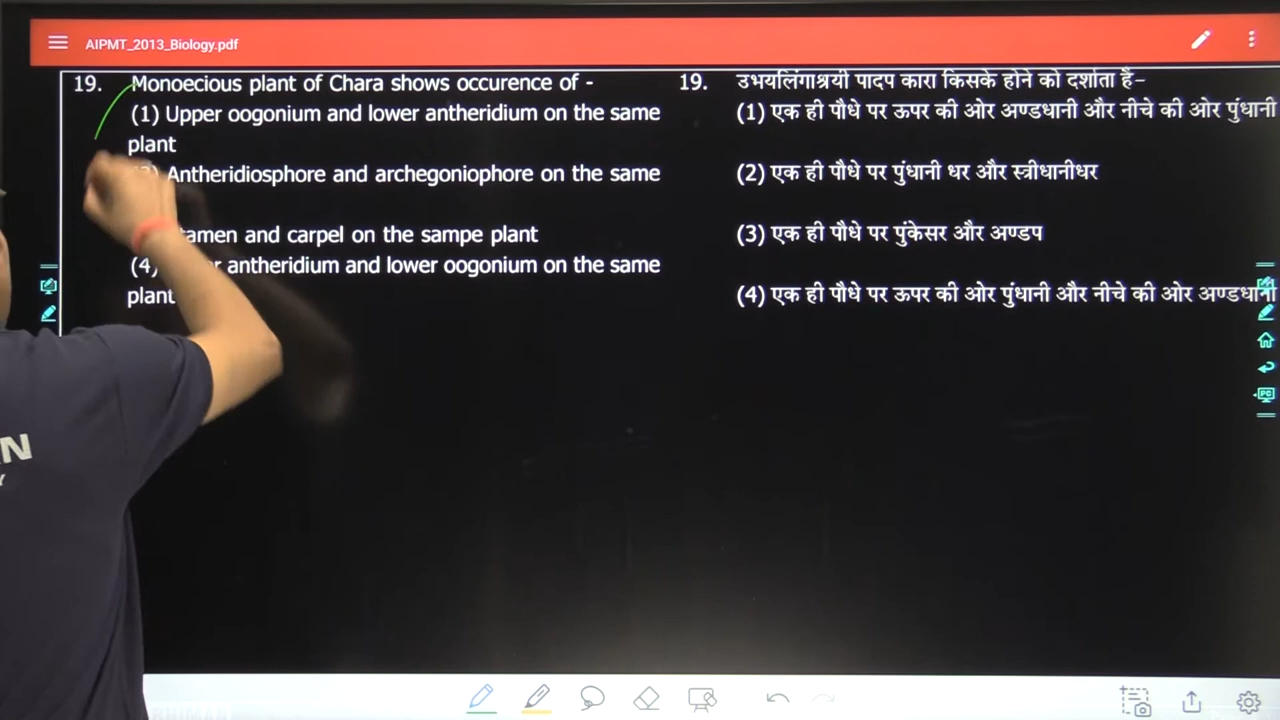 AIPMT_2013_Biology.pdf
19. Monoecious plant of Chara shows occurence of -
(1) Upper oogonium and lower antheridium on the same
plant
Antheridiosphore and archegoniophore on the same
tamen and carpel on the sampe plant
(4) antheridium and lower oogonium on the same
plant
19. उभयलिंगाश्रयी पादप कारा किसके होने को दर्शाता है-
(1) एक ही पौधे पर ऊपर की ओर अण्डधानी और नीचे की ओर पुंधानी
(2) एक ही पौधे पर पुंधानी धर और स्त्रीधानीधर
(3) एक ही पौधे पर पुंकेसर और अण्डप
(4) एक ही पौधे पर ऊपर की ओर पुंधानी और नीचे की ओर अण्डधानी
PC